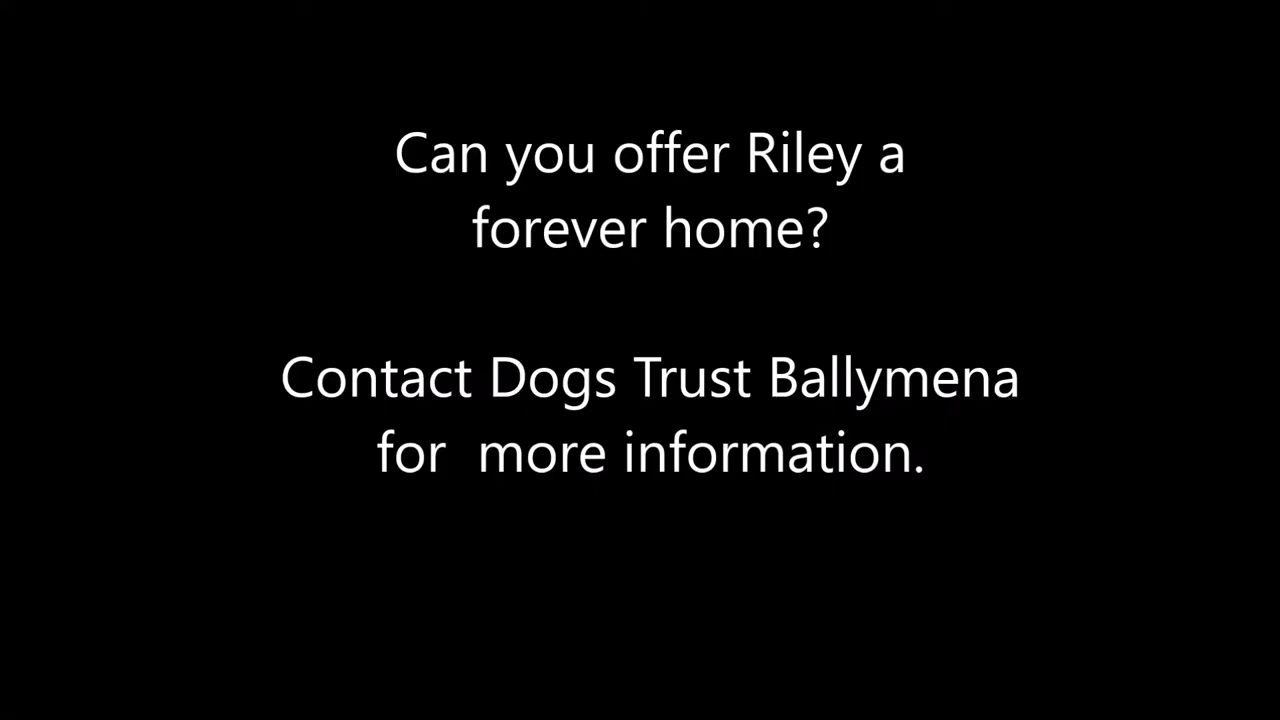 Can you offer Riley a
forever home?
Contact Dogs Trust Ballymena
for  more information.